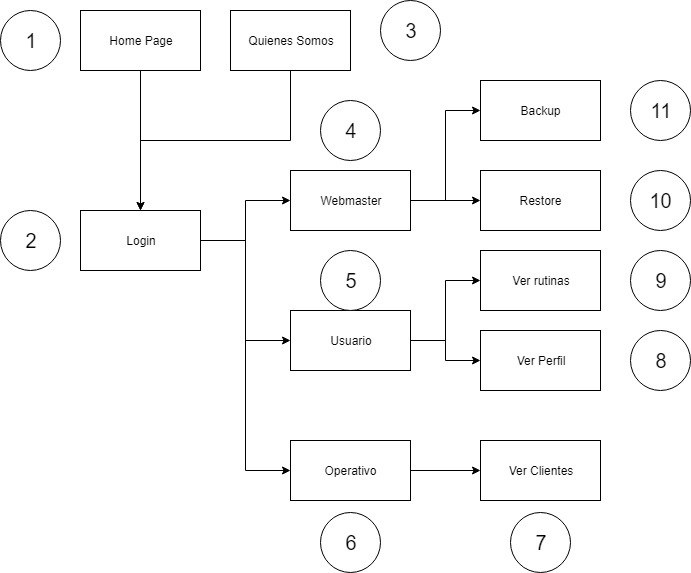 1
Home Page
Quienes Somos
3
4
Backup
11
Webmaster
Restore
10
2
Login
5
Ver rutinas
9
Usuario
Ver Perfil
8
Operativo
Ver Clientes
6
7